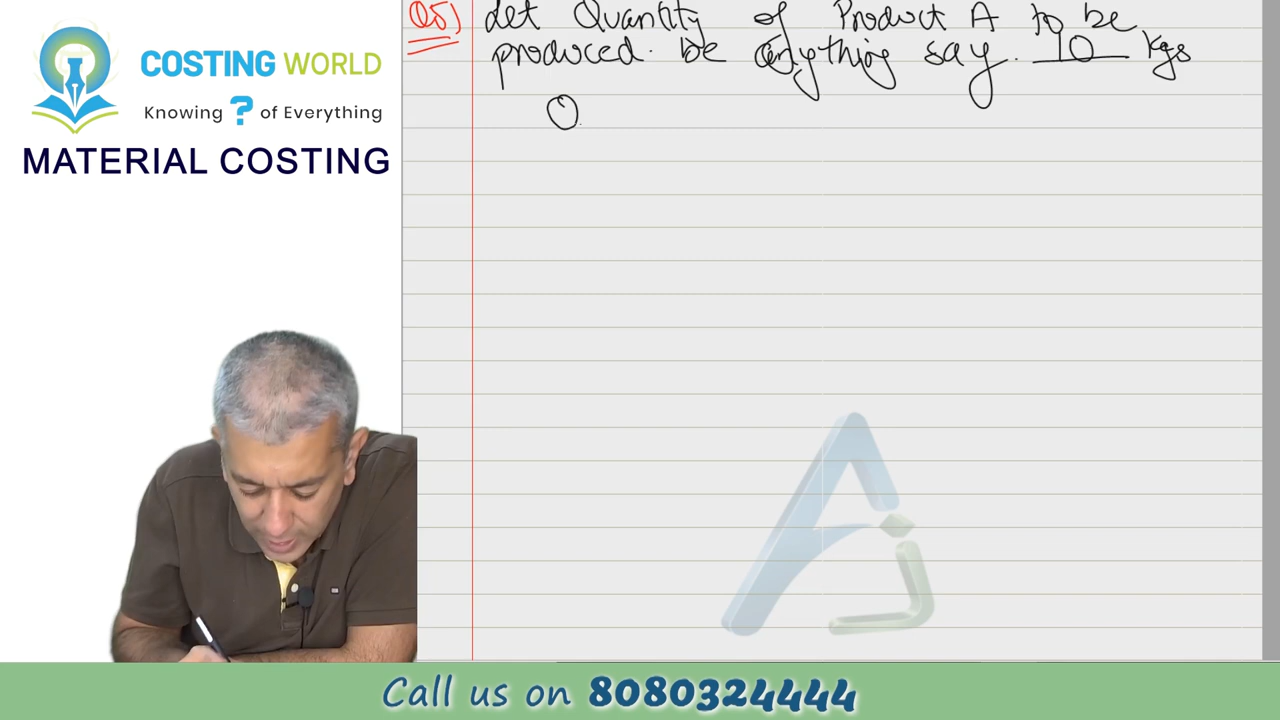 COSTING WORLD
Knowing ? of Everything
MATERIAL COSTING
Q5) Let Quantity of Product A to be
produced. be anything say. 10 kgs
Call us on 8080324444